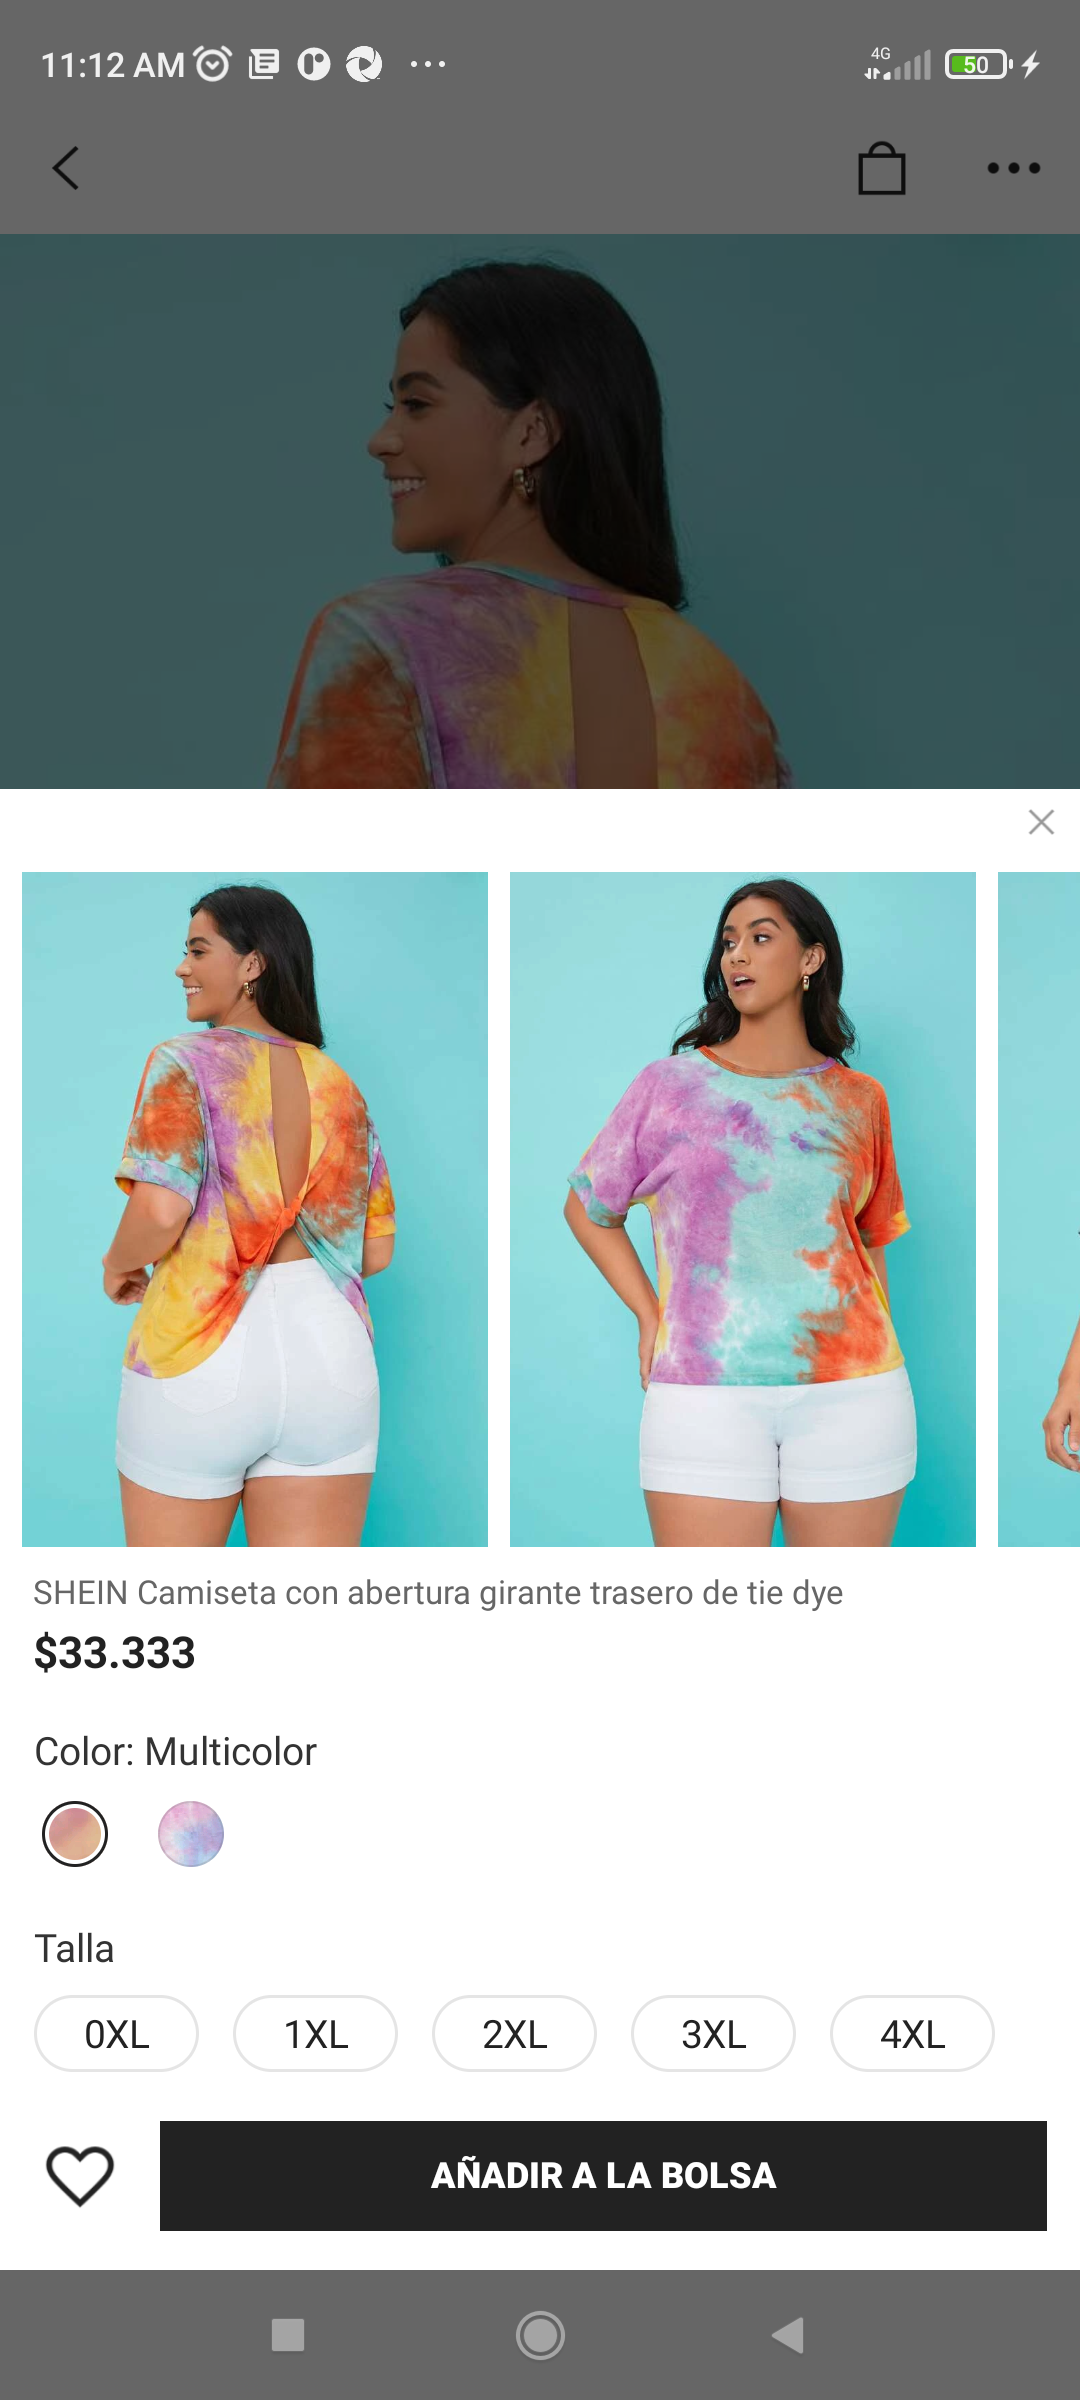 11:12 AM
4G
50
SHEIN Camiseta con abertura girante trasero de tie dye
$33.333
Color: Multicolor
Talla
0XL 1XL 2XL 3XL 4XL
AÑADIR A LA BOLSA